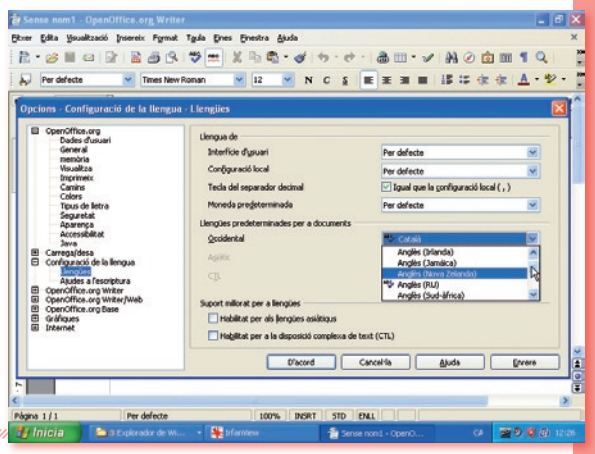 Sense nom1 - OpenOffice.org Writer
Fitxer Edita Visualització Insereix Format Taula Eines Finestra Ajuda
Per defecte Times New Roman 12 N C S
Opcions - Configuració de la llengua - Llengües
OpenOffice.org
Dades d'usuari
General
memòria
Visualitza
Imprimeix
Camins
Colors
Tipus de lletra
Seguretat
Aparença
Accessibilitat
Java
Carrega/desa
Configuració de la llengua
Llengües
Ajudes a l'escriptura
OpenOffice.org Writer
OpenOffice.org Writer/Web
OpenOffice.org Base
Gràfiques
Internet
Llengua de
Interfície d'usuari Per defecte
Configuració local Per defecte
Tecla del separador decimal Igual que la configuració local ( , )
Moneda predeterminada Per defecte
Llengües predeterminades per a documents
Occidental Català
Asiàtic
CTL
Anglès (Irlanda)
Anglès (Jamaica)
Anglès (Nova Zelanda)
Anglès (RU)
Anglès (Sud-àfrica)
Suport millorat per a llengües
Habilitat per als llengües asiàtiques
Habilitat per a la disposició complexa de text (CTL)
D'acord Cancel·la Ajuda Enrere
Pàgina 1 / 1 Per defecte 100% INSRT STD ENLL
Inicia 3 Explorador de Wi... IrfanView Sense nom1 - OpenO... CA 12:26